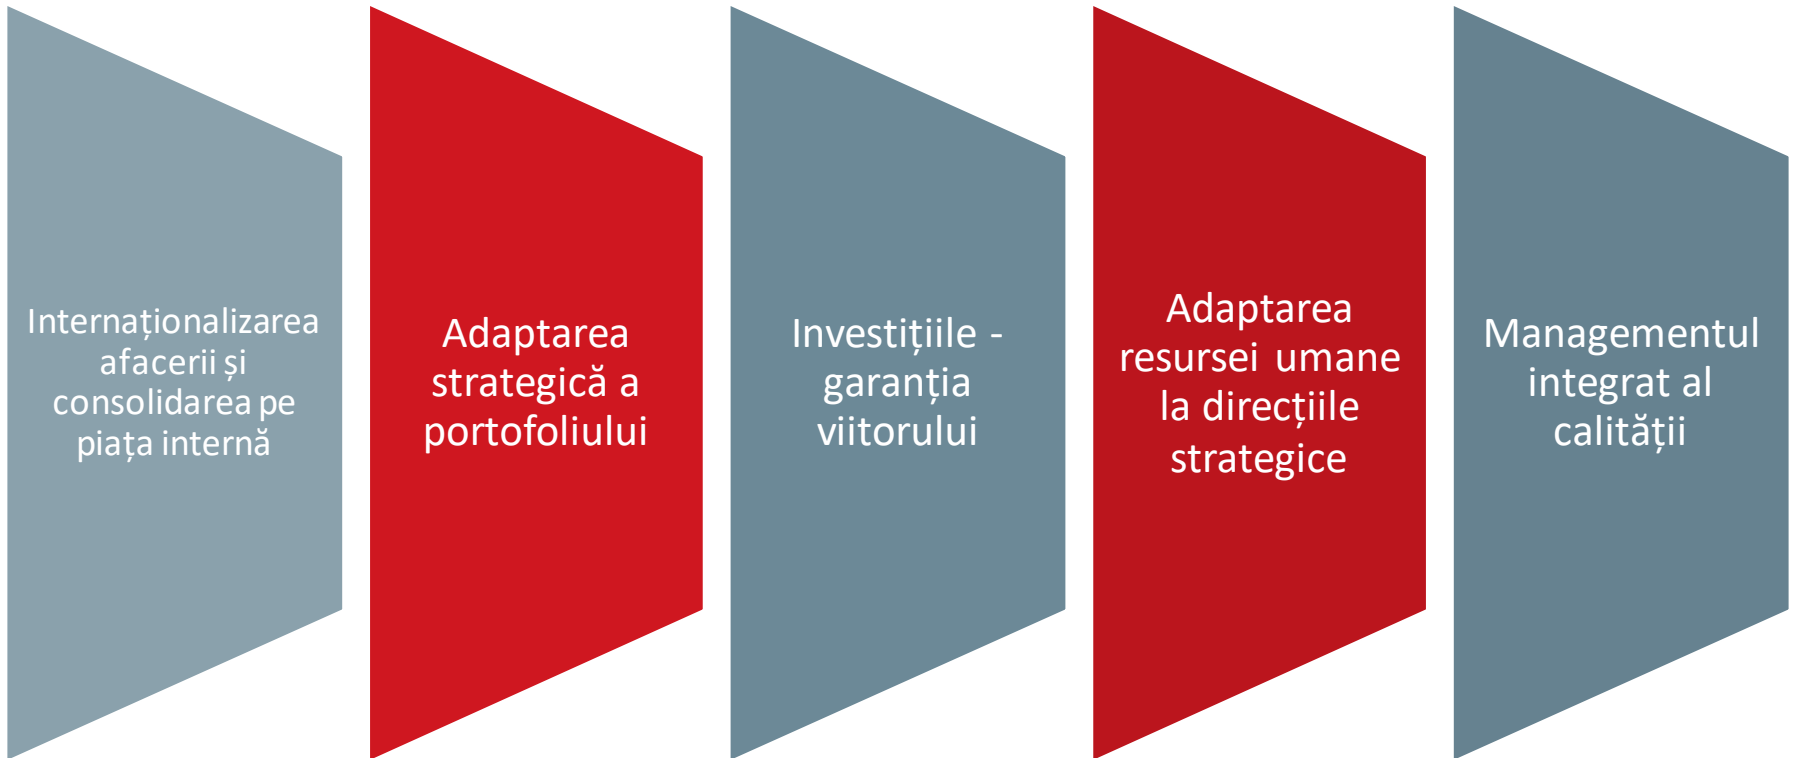 Internaționalizarea
afacerii și
consolidarea pe
piața internă
Adaptarea
strategică a
portofoliului
Investițiile -
garanția
viitorului
Adaptarea
resursei umane
la direcțiile
strategice
Managementul
integrat al
calității